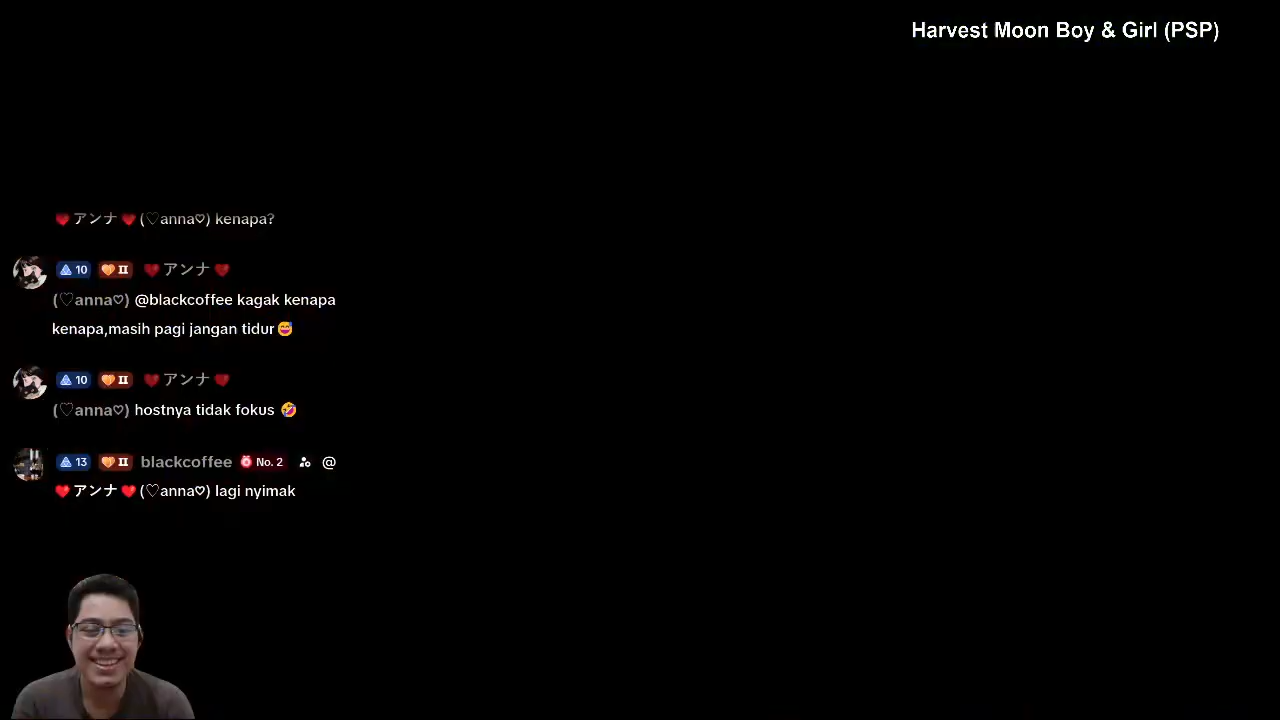 Harvest Moon Boy & Girl (PSP)
❤️アンナ❤️(♡anna♡) kenapa?
10 II ❤️アンナ❤️
(♡anna♡) @blackcoffee kagak kenapa
kenapa,masih pagi jangan tidur😅
10 II ❤️アンナ❤️
(♡anna♡) hostnya tidak fokus 🤣
13 II blackcoffee No. 2 @
❤️アンナ❤️(♡anna♡) lagi nyimak